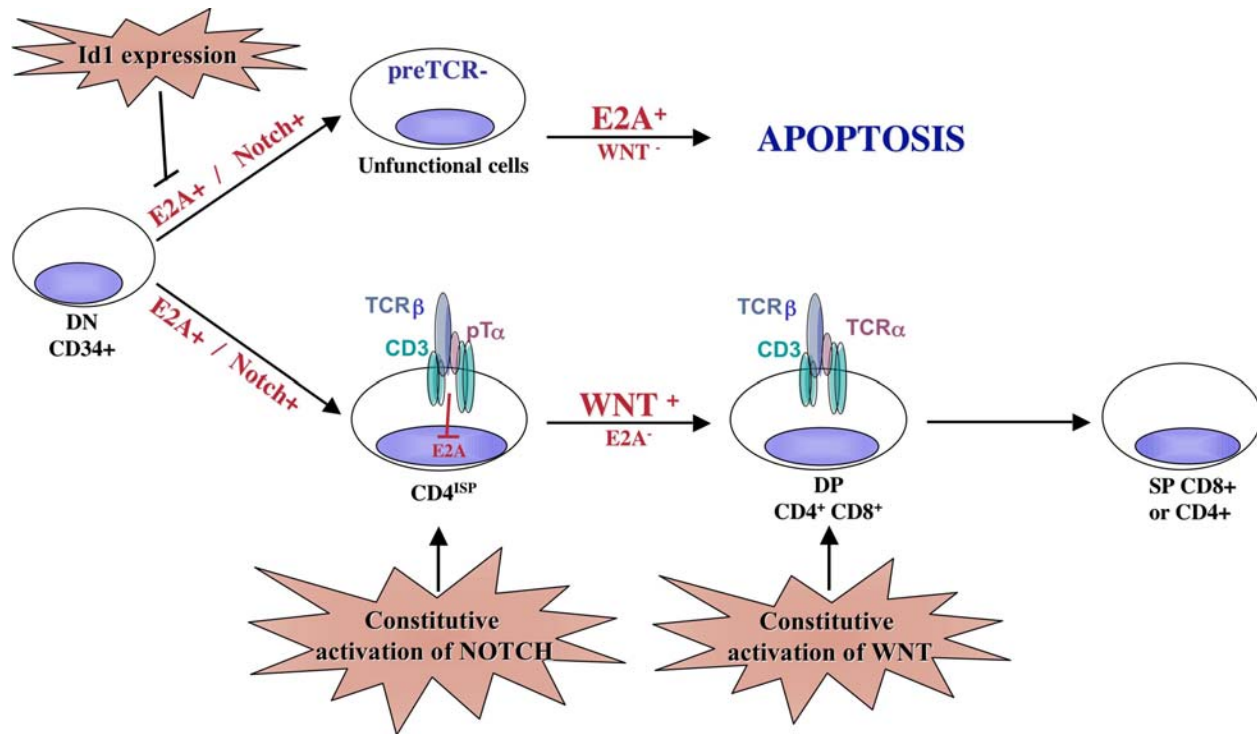 Id1 expression
E2A+ / Notch+
preTCR-
Unfunctional cells
E2A⁺
WNT ⁻
APOPTOSIS
DN
CD34+
E2A+ / Notch+
TCRβ
pTα
CD3
E2A
CD4ᴵˢᴾ
WNT ⁺
E2A⁻
TCRβ
TCRα
CD3
DP
CD4⁺ CD8⁺
SP CD8+
or CD4+
Constitutive
activation of NOTCH
Constitutive
activation of WNT